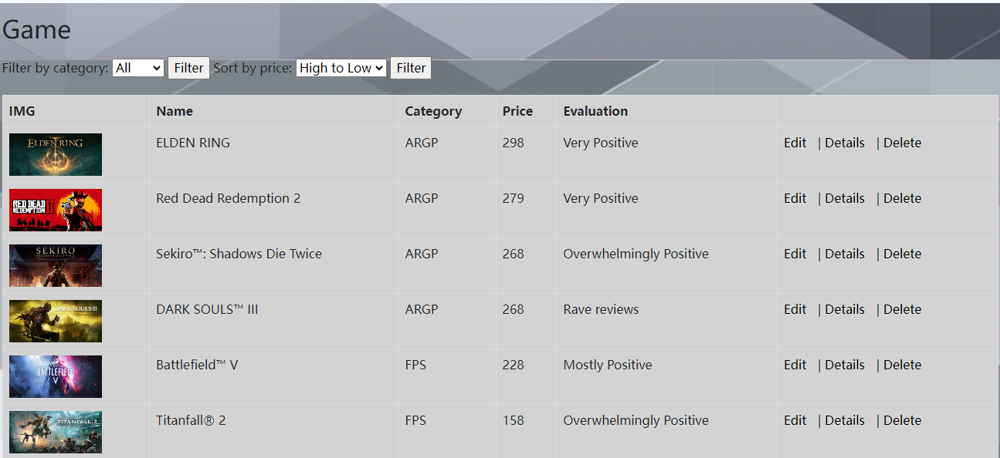 Game
Filter by category: All Filter Sort by price: High to Low Filter
IMG Name Category Price Evaluation
ELDEN RING ELDEN RING ARGP 298 Very Positive Edit | Details | Delete
RED DEAD REDEMPTION II Red Dead Redemption 2 ARGP 279 Very Positive Edit | Details | Delete
SEKIRO SHADOWS DIE TWICE Sekiro™: Shadows Die Twice ARGP 268 Overwhelmingly Positive Edit | Details | Delete
DARK SOULS III DARK SOULS™ III ARGP 268 Rave reviews Edit | Details | Delete
BATTLEFIELD V Battlefield™ V FPS 228 Mostly Positive Edit | Details | Delete
TITANFALL 2 Titanfall® 2 FPS 158 Overwhelmingly Positive Edit | Details | Delete